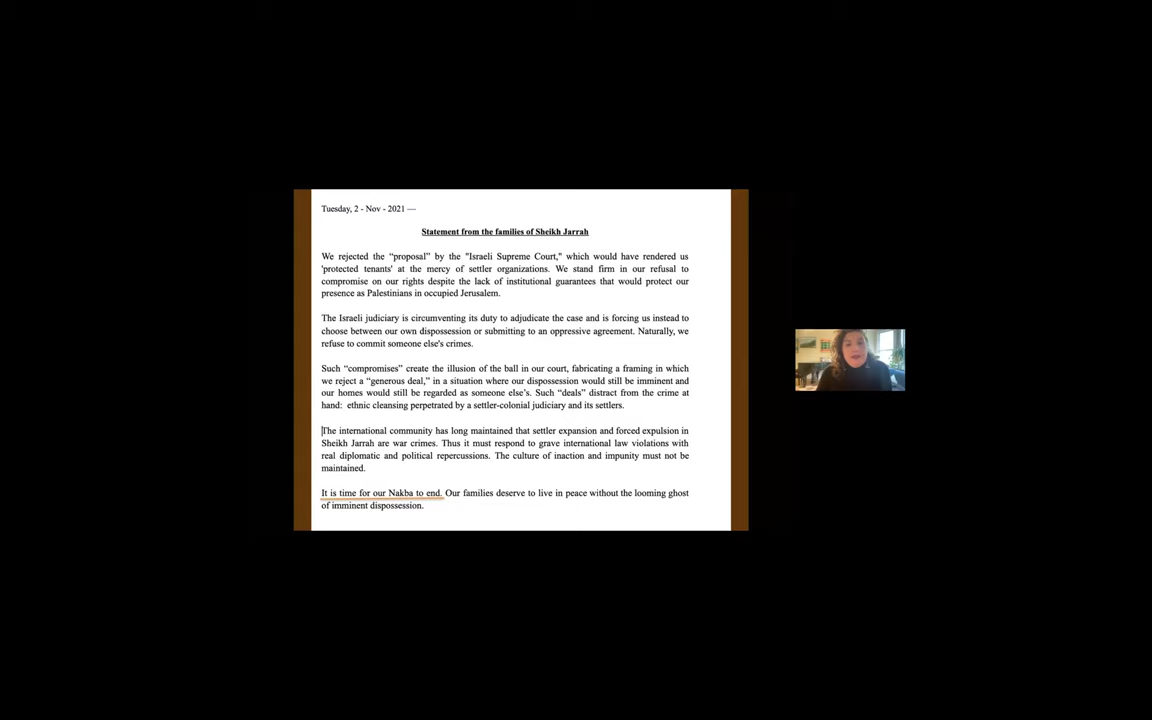 Tuesday, 2 - Nov - 2021 —
Statement from the families of Sheikh Jarrah
We rejected the “proposal” by the "Israeli Supreme Court," which would have rendered us
'protected tenants' at the mercy of settler organizations. We stand firm in our refusal to
compromise on our rights despite the lack of institutional guarantees that would protect our
presence as Palestinians in occupied Jerusalem.
The Israeli judiciary is circumventing its duty to adjudicate the case and is forcing us instead to
choose between our own dispossession or submitting to an oppressive agreement. Naturally, we
refuse to commit someone else's crimes.
Such “compromises” create the illusion of the ball in our court, fabricating a framing in which
we reject a “generous deal,” in a situation where our dispossession would still be imminent and
our homes would still be regarded as someone else’s. Such “deals” distract from the crime at
hand: ethnic cleansing perpetrated by a settler-colonial judiciary and its settlers.
The international community has long maintained that settler expansion and forced expulsion in
Sheikh Jarrah are war crimes. Thus it must respond to grave international law violations with
real diplomatic and political repercussions. The culture of inaction and impunity must not be
maintained.
It is time for our Nakba to end. Our families deserve to live in peace without the looming ghost
of imminent dispossession.